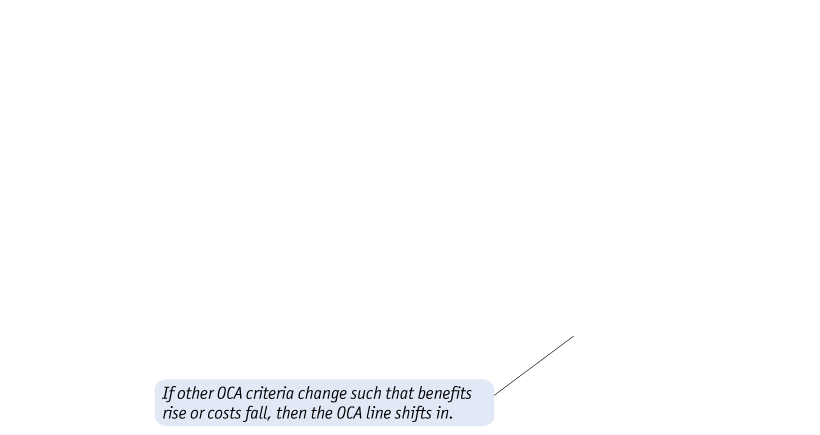 If other OCA criteria change such that benefits
rise or costs fall, then the OCA line shifts in.